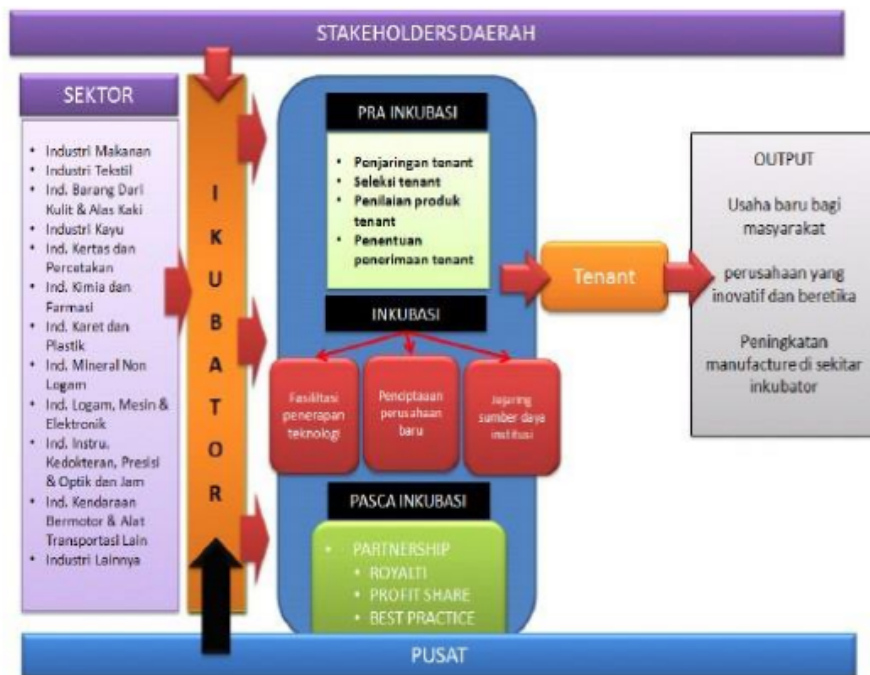 STAKEHOLDERS DAERAH
SEKTOR
• Industri Makanan
• Industri Tekstil
• Ind. Barang Dari
Kulit & Alas Kaki
• Industri Kayu
• Ind. Kertas dan
Percetakan
• Ind. Kimia dan
Farmasi
• Ind. Karet dan
Plastik
• Ind. Mineral Non
Logam
• Ind. Logam, Mesin &
Elektronik
• Ind. Instru.
Kedokteran, Presisi
& Optik dan Jam
• Ind. Kendaraan
Bermotor & Alat
Transportasi Lain
• Industri Lainnya
I
K
U
B
A
T
O
R
PRA INKUBASI
• Penjaringan tenant
• Seleksi tenant
• Penilaian produk
tenant
• Penentuan
penerimaan tenant
INKUBASI
Fasilitasi
penerapan
teknologi
Penciptaan
perusahaan
baru
Jejaring
sumber daya
institusi
PASCA INKUBASI
• PARTNERSHIP
• ROYALTI
• PROFIT SHARE
• BEST PRACTICE
Tenant
OUTPUT
Usaha baru bagi
masyarakat
perusahaan yang
inovatif dan beretika
Peningkatan
manufacture di sekitar
inkubator
PUSAT